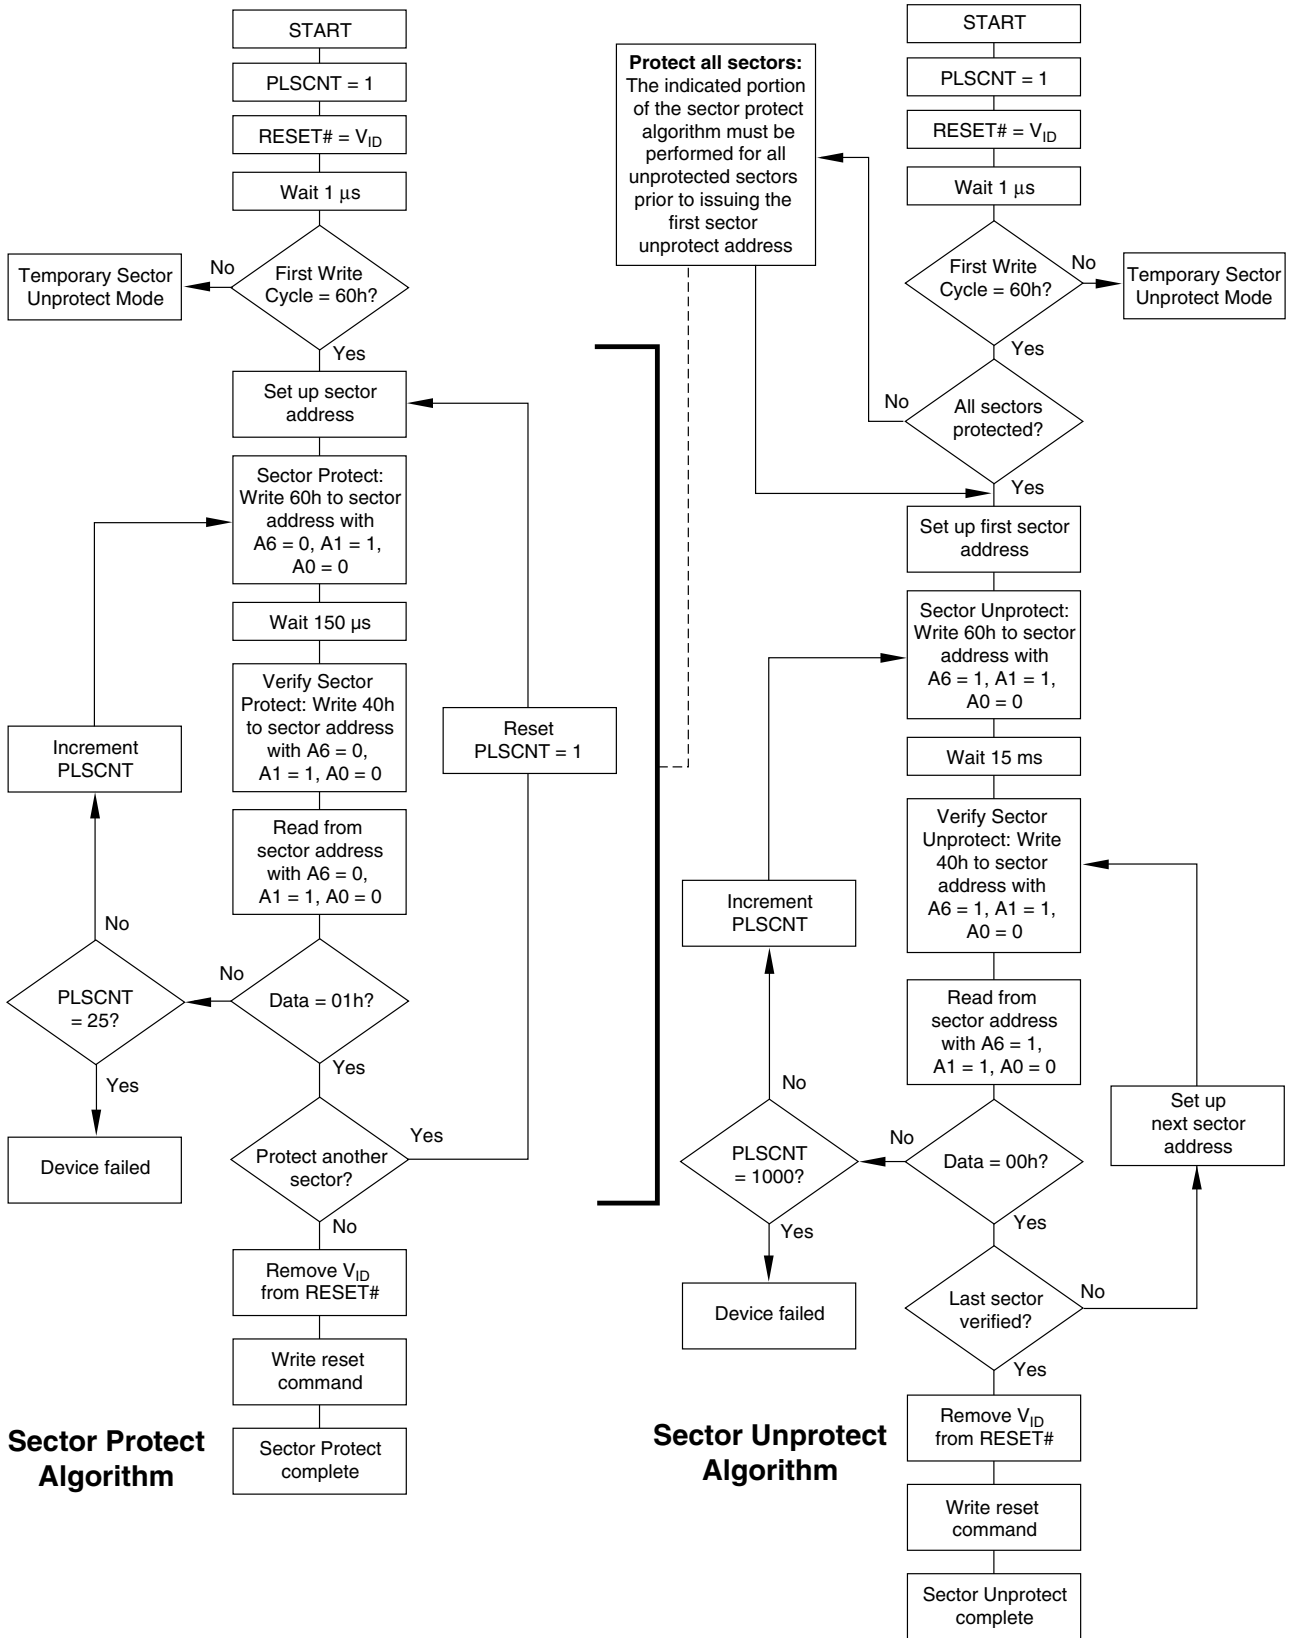 START
PLSCNT = 1
RESET# = VID
Wait 1 μs
First Write
Cycle = 60h?
No
Temporary Sector
Unprotect Mode
Yes
Set up sector
address
Sector Protect:
Write 60h to sector
address with
A6 = 0, A1 = 1,
A0 = 0
Wait 150 µs
Verify Sector
Protect: Write 40h
to sector address
with A6 = 0,
A1 = 1, A0 = 0
Increment
PLSCNT
Reset
PLSCNT = 1
Read from
sector address
with A6 = 0,
A1 = 1, A0 = 0
No
PLSCNT
= 25?
No
Data = 01h?
Yes
Yes
Device failed
Protect another
sector?
Yes
No
Remove VID
from RESET#
Write reset
command
Sector Protect
complete
Sector Protect
Algorithm
Protect all sectors:
The indicated portion
of the sector protect
algorithm must be
performed for all
unprotected sectors
prior to issuing the
first sector
unprotect address
START
PLSCNT = 1
RESET# = VID
Wait 1 μs
First Write
Cycle = 60h?
No
Temporary Sector
Unprotect Mode
Yes
No
All sectors
protected?
Yes
Set up first sector
address
Sector Unprotect:
Write 60h to sector
address with
A6 = 1, A1 = 1,
A0 = 0
Wait 15 ms
Verify Sector
Unprotect: Write
40h to sector
address with
A6 = 1, A1 = 1,
A0 = 0
Increment
PLSCNT
Read from
sector address
with A6 = 1,
A1 = 1, A0 = 0
No
PLSCNT
= 1000?
No
Data = 00h?
Set up
next sector
address
Yes
Yes
Device failed
Last sector
verified?
No
Yes
Remove VID
from RESET#
Write reset
command
Sector Unprotect
complete
Sector Unprotect
Algorithm